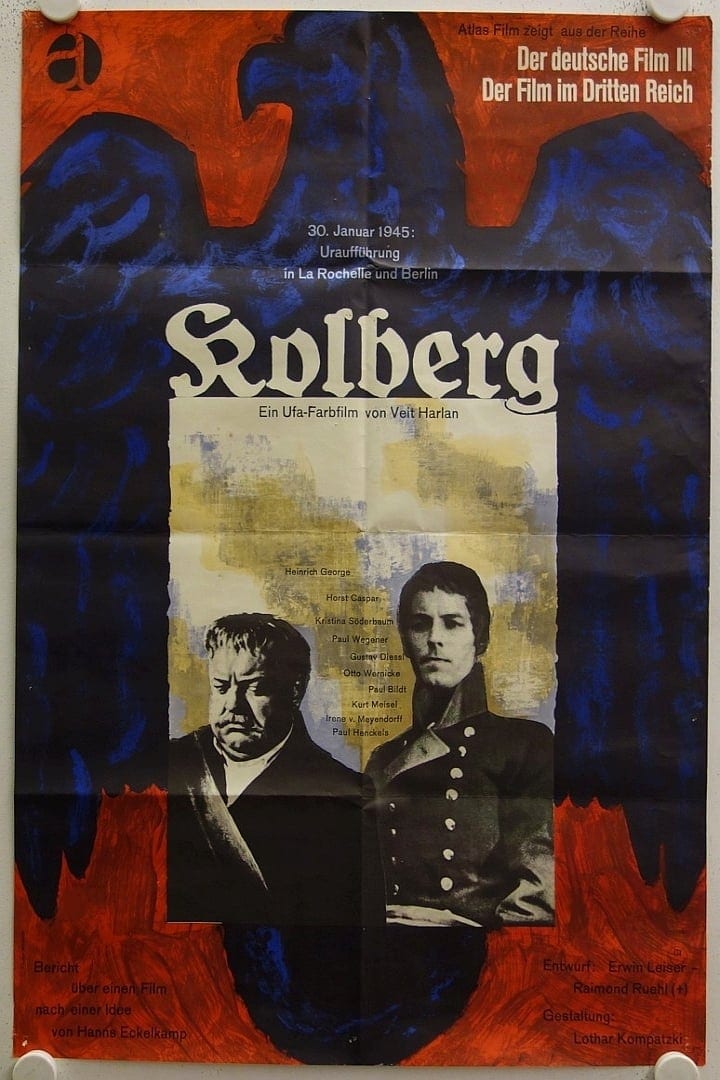 a
Atlas Film zeigt aus der Reihe
Der deutsche Film III
Der Film im Dritten Reich
30. Januar 1945:
Uraufführung
in La Rochelle und Berlin
Kolberg
Ein Ufa-Farbfilm von Veit Harlan
Heinrich George
Horst Caspar
Kristina Söderbaum
Paul Wegener
Gustav Diessl
Otto Wernicke
Paul Bildt
Kurt Meisel
Irene v. Meyendorff
Paul Henckels
Bericht
über einen Film
nach einer Idee
von Hanns Eckelkamp
Entwurf: Erwin Leiser -
Raimond Ruehl (+)
Gestaltung:
Lothar Kompatzki